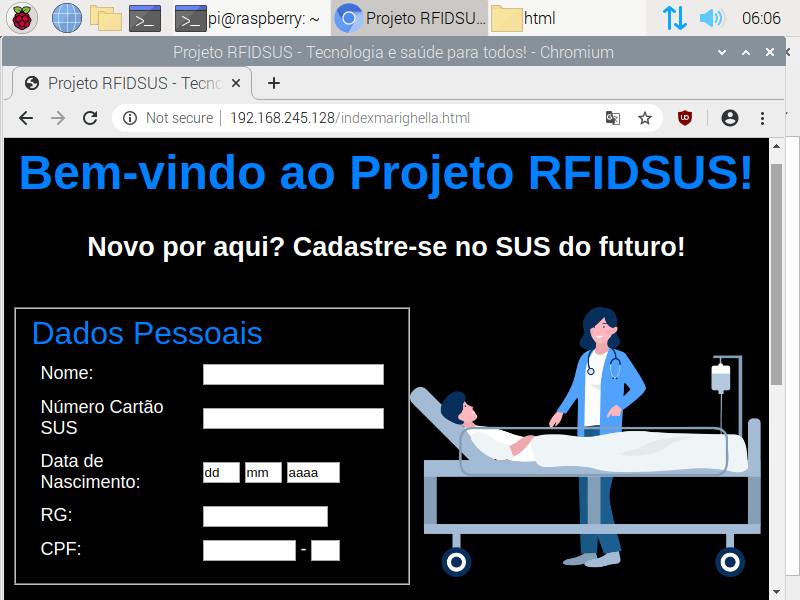 pi@raspberry: ~
Projeto RFIDSU...
html
06:06
Projeto RFIDSUS - Tecnologia e saúde para todos! - Chromium
Projeto RFIDSUS - Tecno
Not secure
192.168.245.128/indexmarighella.html
Bem-vindo ao Projeto RFIDSUS!
Novo por aqui? Cadastre-se no SUS do futuro!
Dados Pessoais
Nome:
Número Cartão
SUS
Data de
Nascimento:
dd mm aaaa
RG:
CPF:
-